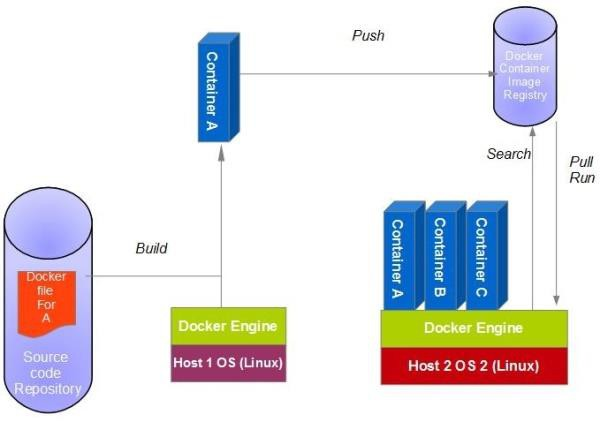 Push
Docker
Container
Image
Registry
Container A
Search
Pull
Run
Build
Container A
Container B
Container C
Docker
file
For
A
Source
code
Repository
Docker Engine
Host 1 OS (Linux)
Docker Engine
Host 2 OS 2 (Linux)